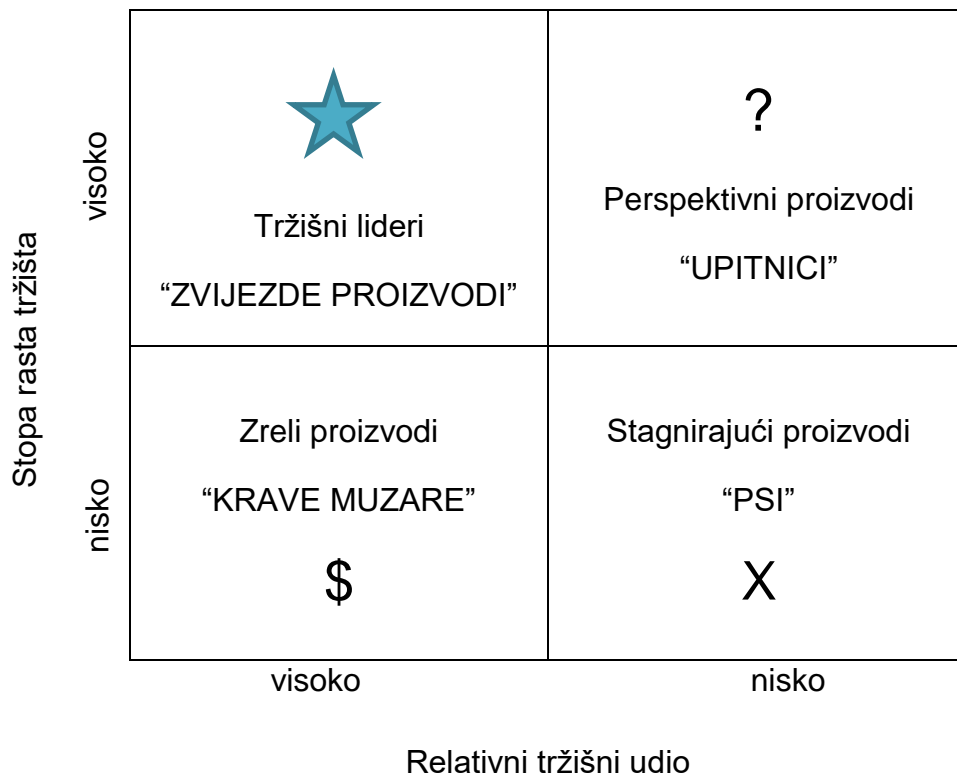 ?
Perspektivni proizvodi
“UPITNICI”
Tržišni lideri
“ZVIJEZDE PROIZVODI”
visoko
Stopa rasta tržišta
Zreli proizvodi
“KRAVE MUZARE”
$
Stagnirajući proizvodi
“PSI”
X
nisko
visoko
nisko
Relativni tržišni udio